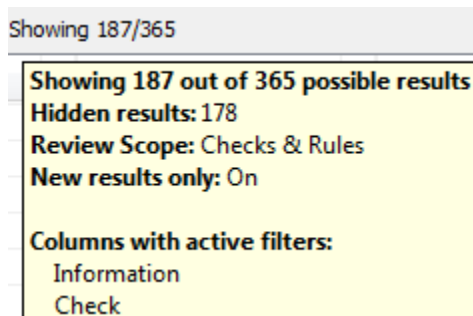 Showing 187/365
Showing 187 out of 365 possible results
Hidden results: 178
Review Scope: Checks & Rules
New results only: On
Columns with active filters:
Information
Check